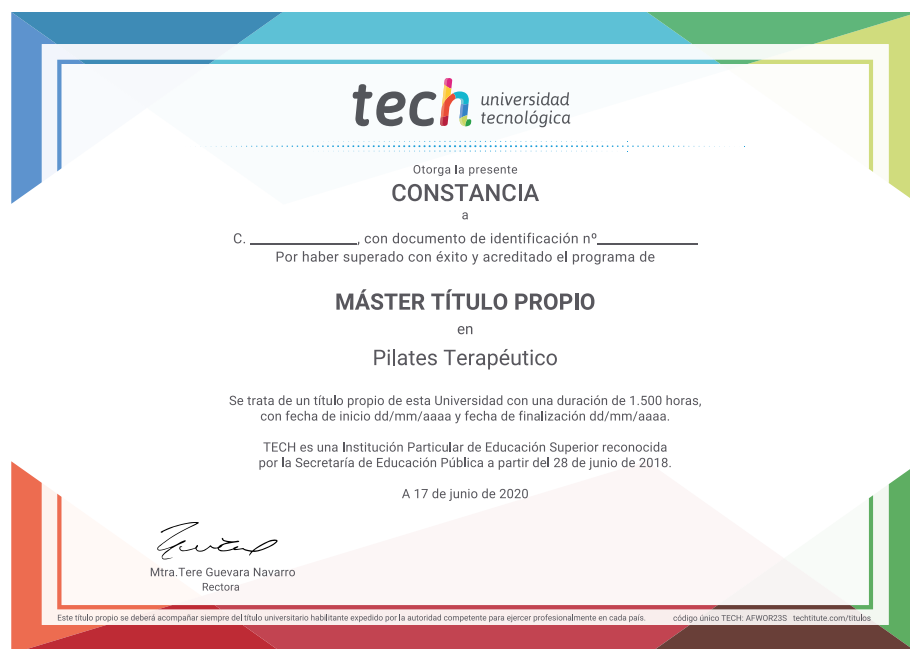 tech universidad
tecnológica
Otorga la presente
CONSTANCIA
a
C. ______________, con documento de identificación nº_____________
Por haber superado con éxito y acreditado el programa de
MÁSTER TÍTULO PROPIO
en
Pilates Terapéutico
Se trata de un título propio de esta Universidad con una duración de 1.500 horas,
con fecha de inicio dd/mm/aaaa y fecha de finalización dd/mm/aaaa.
TECH es una Institución Particular de Educación Superior reconocida
por la Secretaría de Educación Pública a partir del 28 de junio de 2018.
A 17 de junio de 2020
Mtra.Tere Guevara Navarro
Rectora
Este título propio se deberá acompañar siempre del título universitario habilitante expedido por la autoridad competente para ejercer profesionalmente en cada país. código único TECH: AFWOR23S techtitute.com/titulos